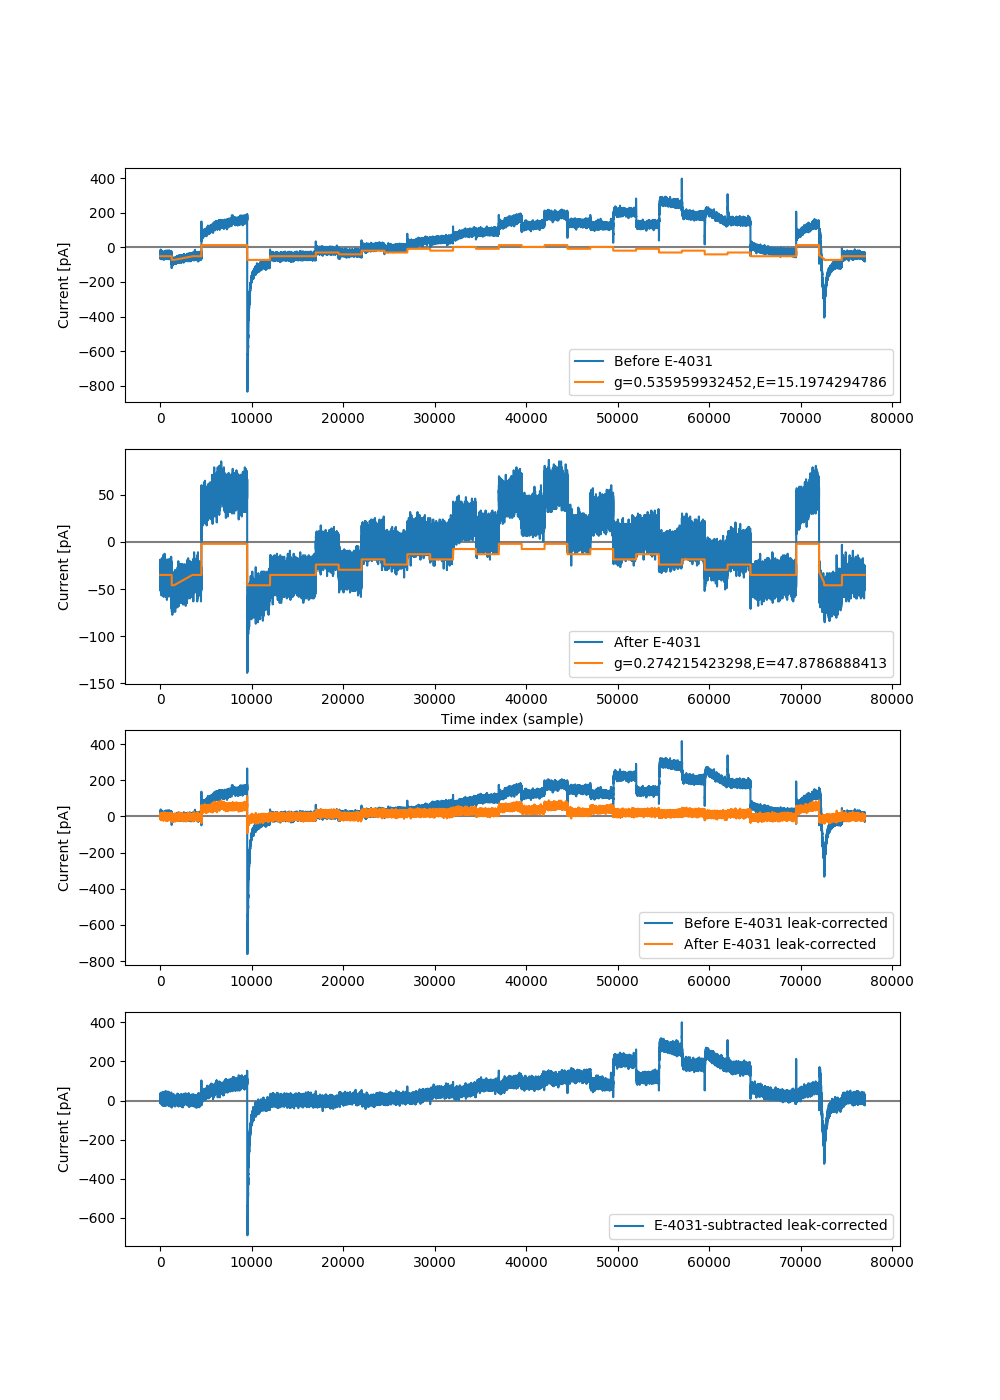 400
200
0
−200
−400
−600
−800
Current [pA]
Before E-4031
g=0.535959932452,E=15.1974294786
0 10000 20000 30000 40000 50000 60000 70000 80000
50
0
−50
−100
−150
Current [pA]
After E-4031
g=0.274215423298,E=47.8786888413
0 10000 20000 30000 40000 50000 60000 70000 80000
Time index (sample)
400
200
0
−200
−400
−600
−800
Current [pA]
Before E-4031 leak-corrected
After E-4031 leak-corrected
0 10000 20000 30000 40000 50000 60000 70000 80000
400
200
0
−200
−400
−600
Current [pA]
E-4031-subtracted leak-corrected
0 10000 20000 30000 40000 50000 60000 70000 80000